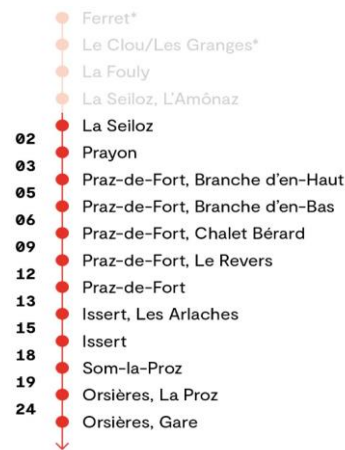 Ferret*
Le Clou/Les Granges*
La Fouly
La Seiloz, L'Amônaz
La Seiloz
02
Prayon
03
Praz-de-Fort, Branche d'en-Haut
05
Praz-de-Fort, Branche d'en-Bas
06
Praz-de-Fort, Chalet Bérard
09
Praz-de-Fort, Le Revers
12
Praz-de-Fort
13
Issert, Les Arlaches
15
Issert
18
Som-la-Proz
19
Orsières, La Proz
24
Orsières, Gare